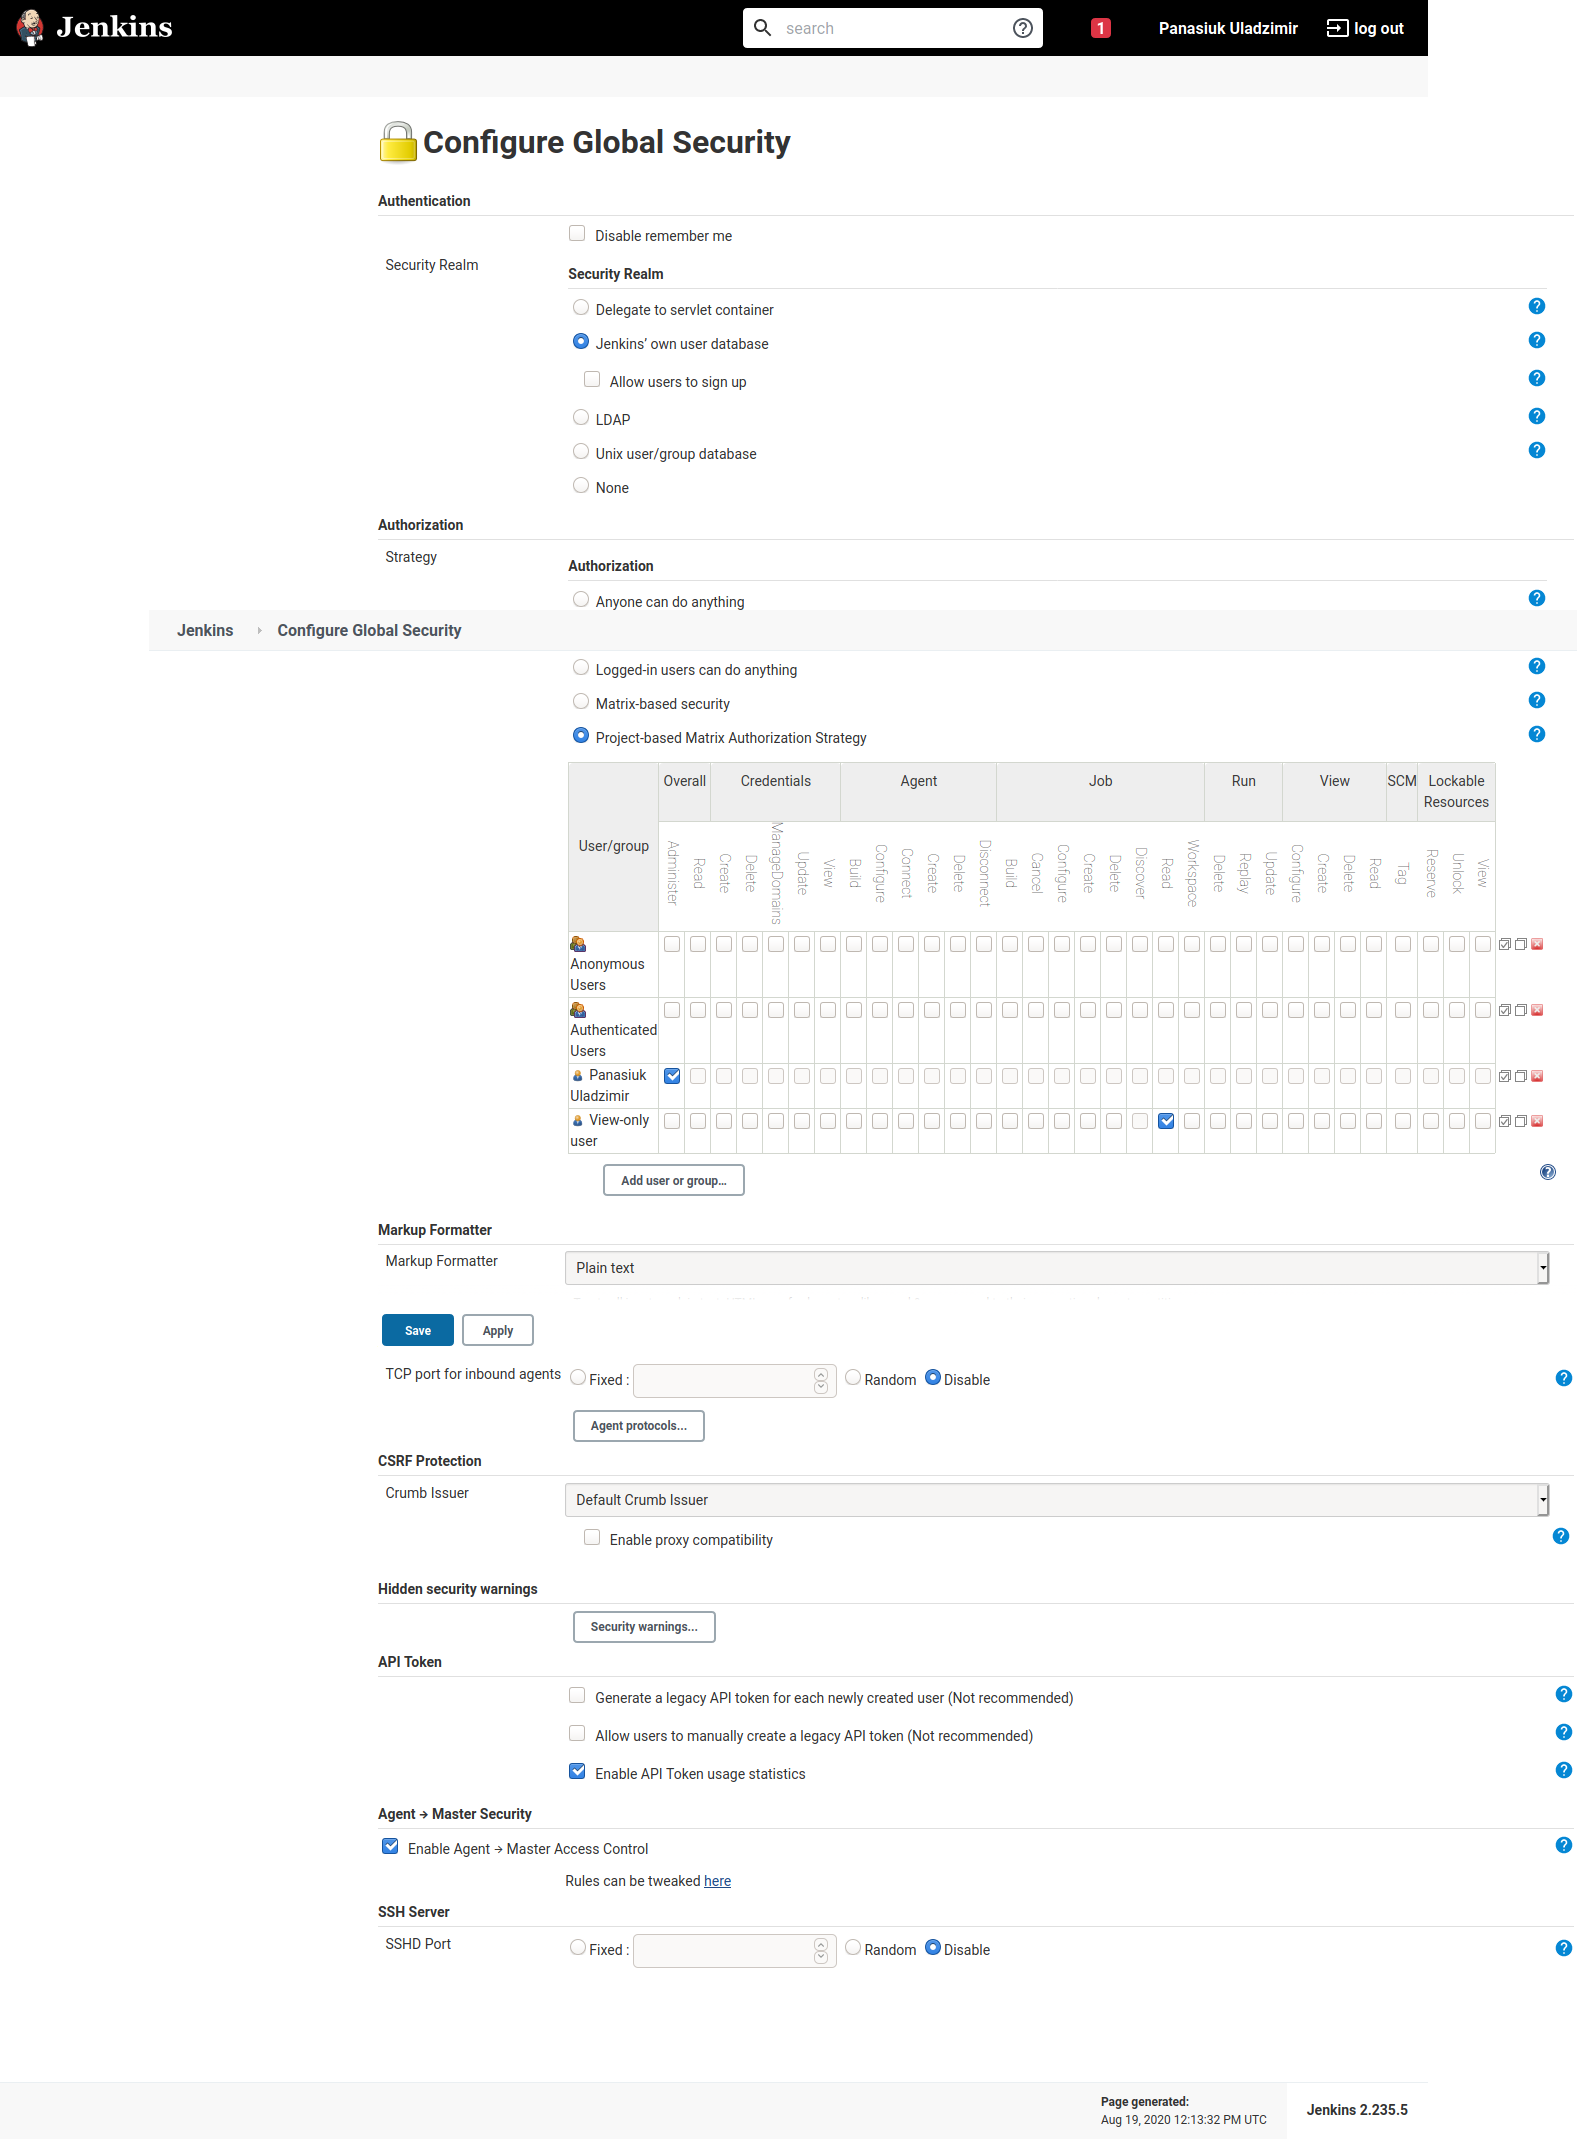 Jenkins
search
1
Panasiuk Uladzimir
log out
Configure Global Security
Authentication
Disable remember me
Security Realm
Security Realm
Delegate to servlet container
Jenkins’ own user database
Allow users to sign up
LDAP
Unix user/group database
None
Authorization
Strategy
Authorization
Anyone can do anything
Jenkins Configure Global Security
Logged-in users can do anything
Matrix-based security
Project-based Matrix Authorization Strategy
User/group Overall Credentials Agent Job Run View SCM Lockable Resources
Administer Read Create Delete ManageDomains Update View Build Configure Connect Create Delete Disconnect Build Cancel Configure Create Delete Discover Read Workspace Delete Replay Update Configure Create Delete Read Tag Reserve Unlock View
Anonymous
Users
Authenticated
Users
Panasiuk
Uladzimir
View-only
user
Add user or group...
Markup Formatter
Markup Formatter Plain text
Save Apply
TCP port for inbound agents Fixed : Random Disable
Agent protocols...
CSRF Protection
Crumb Issuer Default Crumb Issuer
Enable proxy compatibility
Hidden security warnings
Security warnings...
API Token
Generate a legacy API token for each newly created user (Not recommended)
Allow users to manually create a legacy API token (Not recommended)
Enable API Token usage statistics
Agent → Master Security
Enable Agent → Master Access Control
Rules can be tweaked here
SSH Server
SSHD Port Fixed : Random Disable
Page generated:
Aug 19, 2020 12:13:32 PM UTC
Jenkins 2.235.5